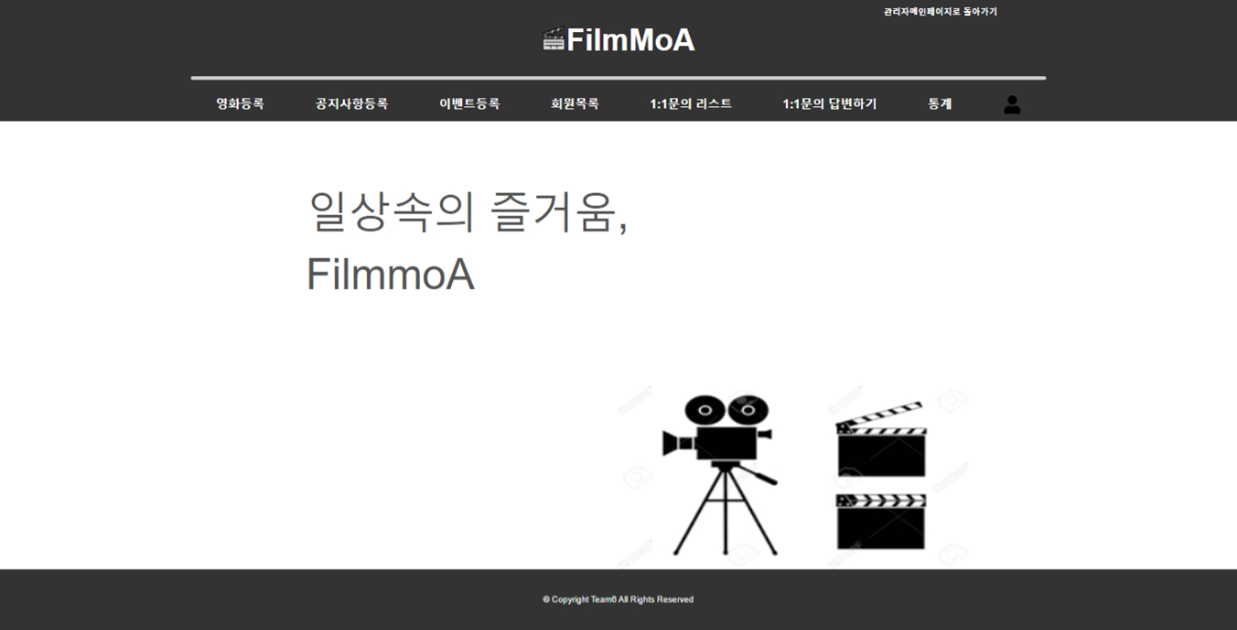 관리자메인페이지로 돌아가기
FilmMoA
영화등록 공지사항등록 이벤트등록 회원목록 1:1문의 리스트 1:1문의 답변하기 통계
일상속의 즐거움,
FilmmoA
© Copyright Team6 All Rights Reserved